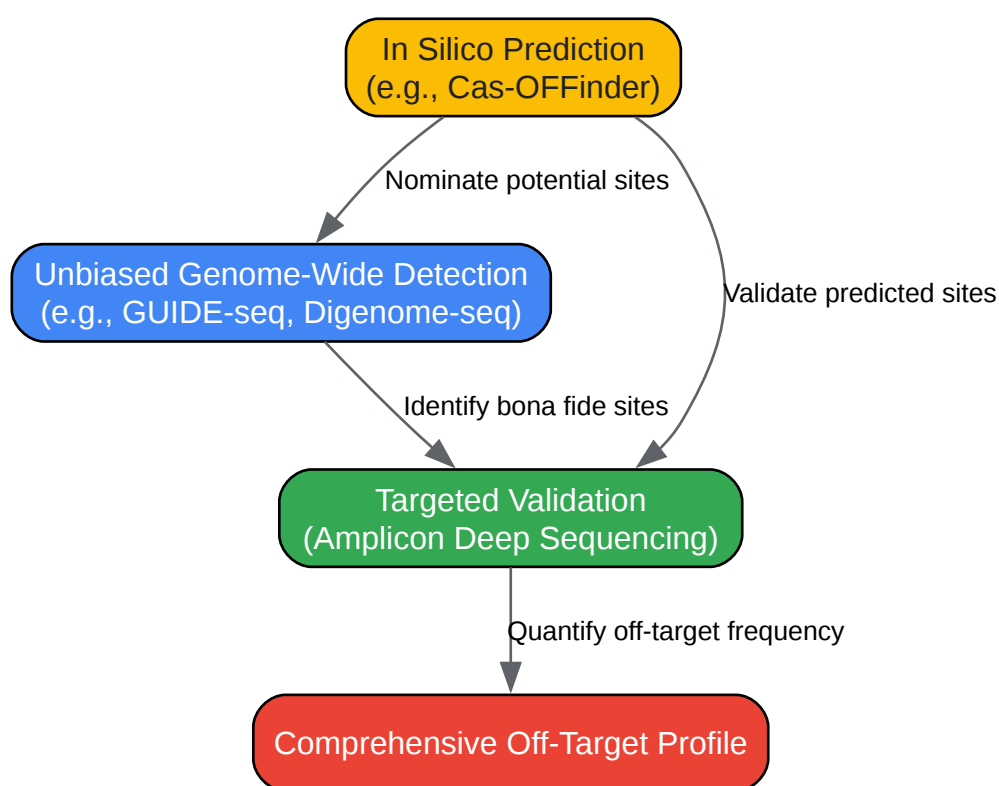 In Silico Prediction
(e.g., Cas-OFFinder)
Nominate potential sites
Unbiased Genome-Wide Detection
(e.g., GUIDE-seq, Digenome-seq)
Validate predicted sites
Identify bona fide sites
Targeted Validation
(Amplicon Deep Sequencing)
Quantify off-target frequency
Comprehensive Off-Target Profile